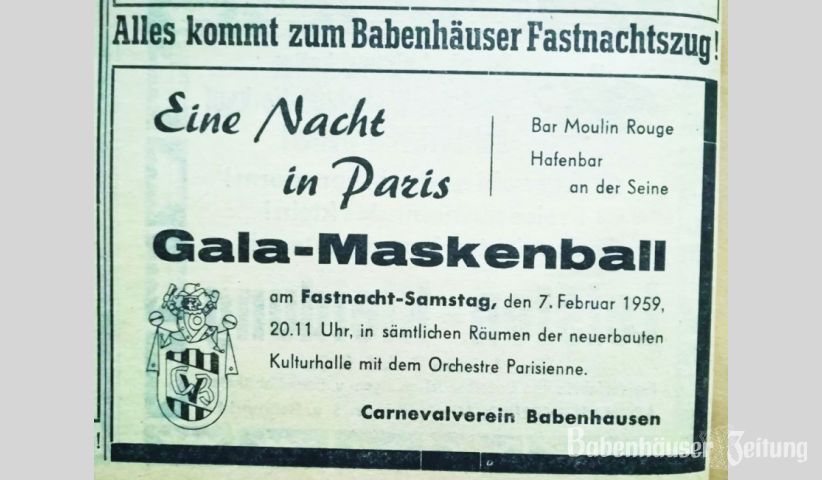 Alles kommt zum Babenhäuser Fastnachtszug!
Eine Nacht
in Paris
Bar Moulin Rouge
Hafenbar
an der Seine
Gala-Maskenball
am Fastnacht-Samstag, den 7. Februar 1959,
20.11 Uhr, in sämtlichen Räumen der neuerbauten
Kulturhalle mit dem Orchestre Parisienne.
CVB
Carnevalverein Babenhausen
!
Babenhäuser Zeitung